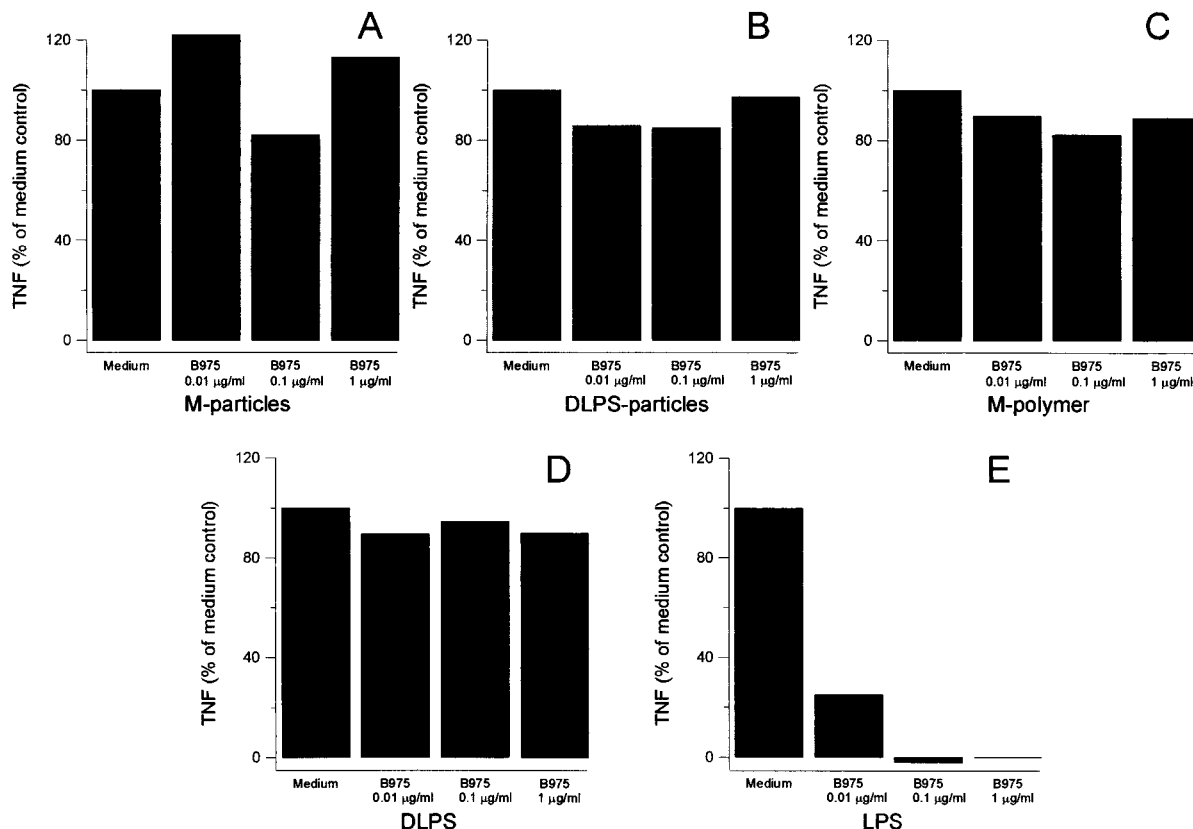 A
TNF (% of medium control)
120
80
40
0
Medium
B975
0.01 µg/ml
B975
0.1 µg/ml
B975
1 µg/ml
M-particles
B
TNF (% of medium control)
120
80
40
0
Medium
B975
0.01 µg/ml
B975
0.1 µg/ml
B975
1 µg/ml
DLPS-particles
C
TNF (% of medium control)
120
80
40
0
Medium
B975
0.01 µg/ml
B975
0.1 µg/ml
B975
1 µg/ml
M-polymer
D
TNF (% of medium control)
120
80
40
0
Medium
B975
0.01 µg/ml
B975
0.1 µg/ml
B975
1 µg/ml
DLPS
E
TNF (% of medium control)
120
80
40
0
Medium
B975
0.01 µg/ml
B975
0.1 µg/ml
B975
1 µg/ml
LPS